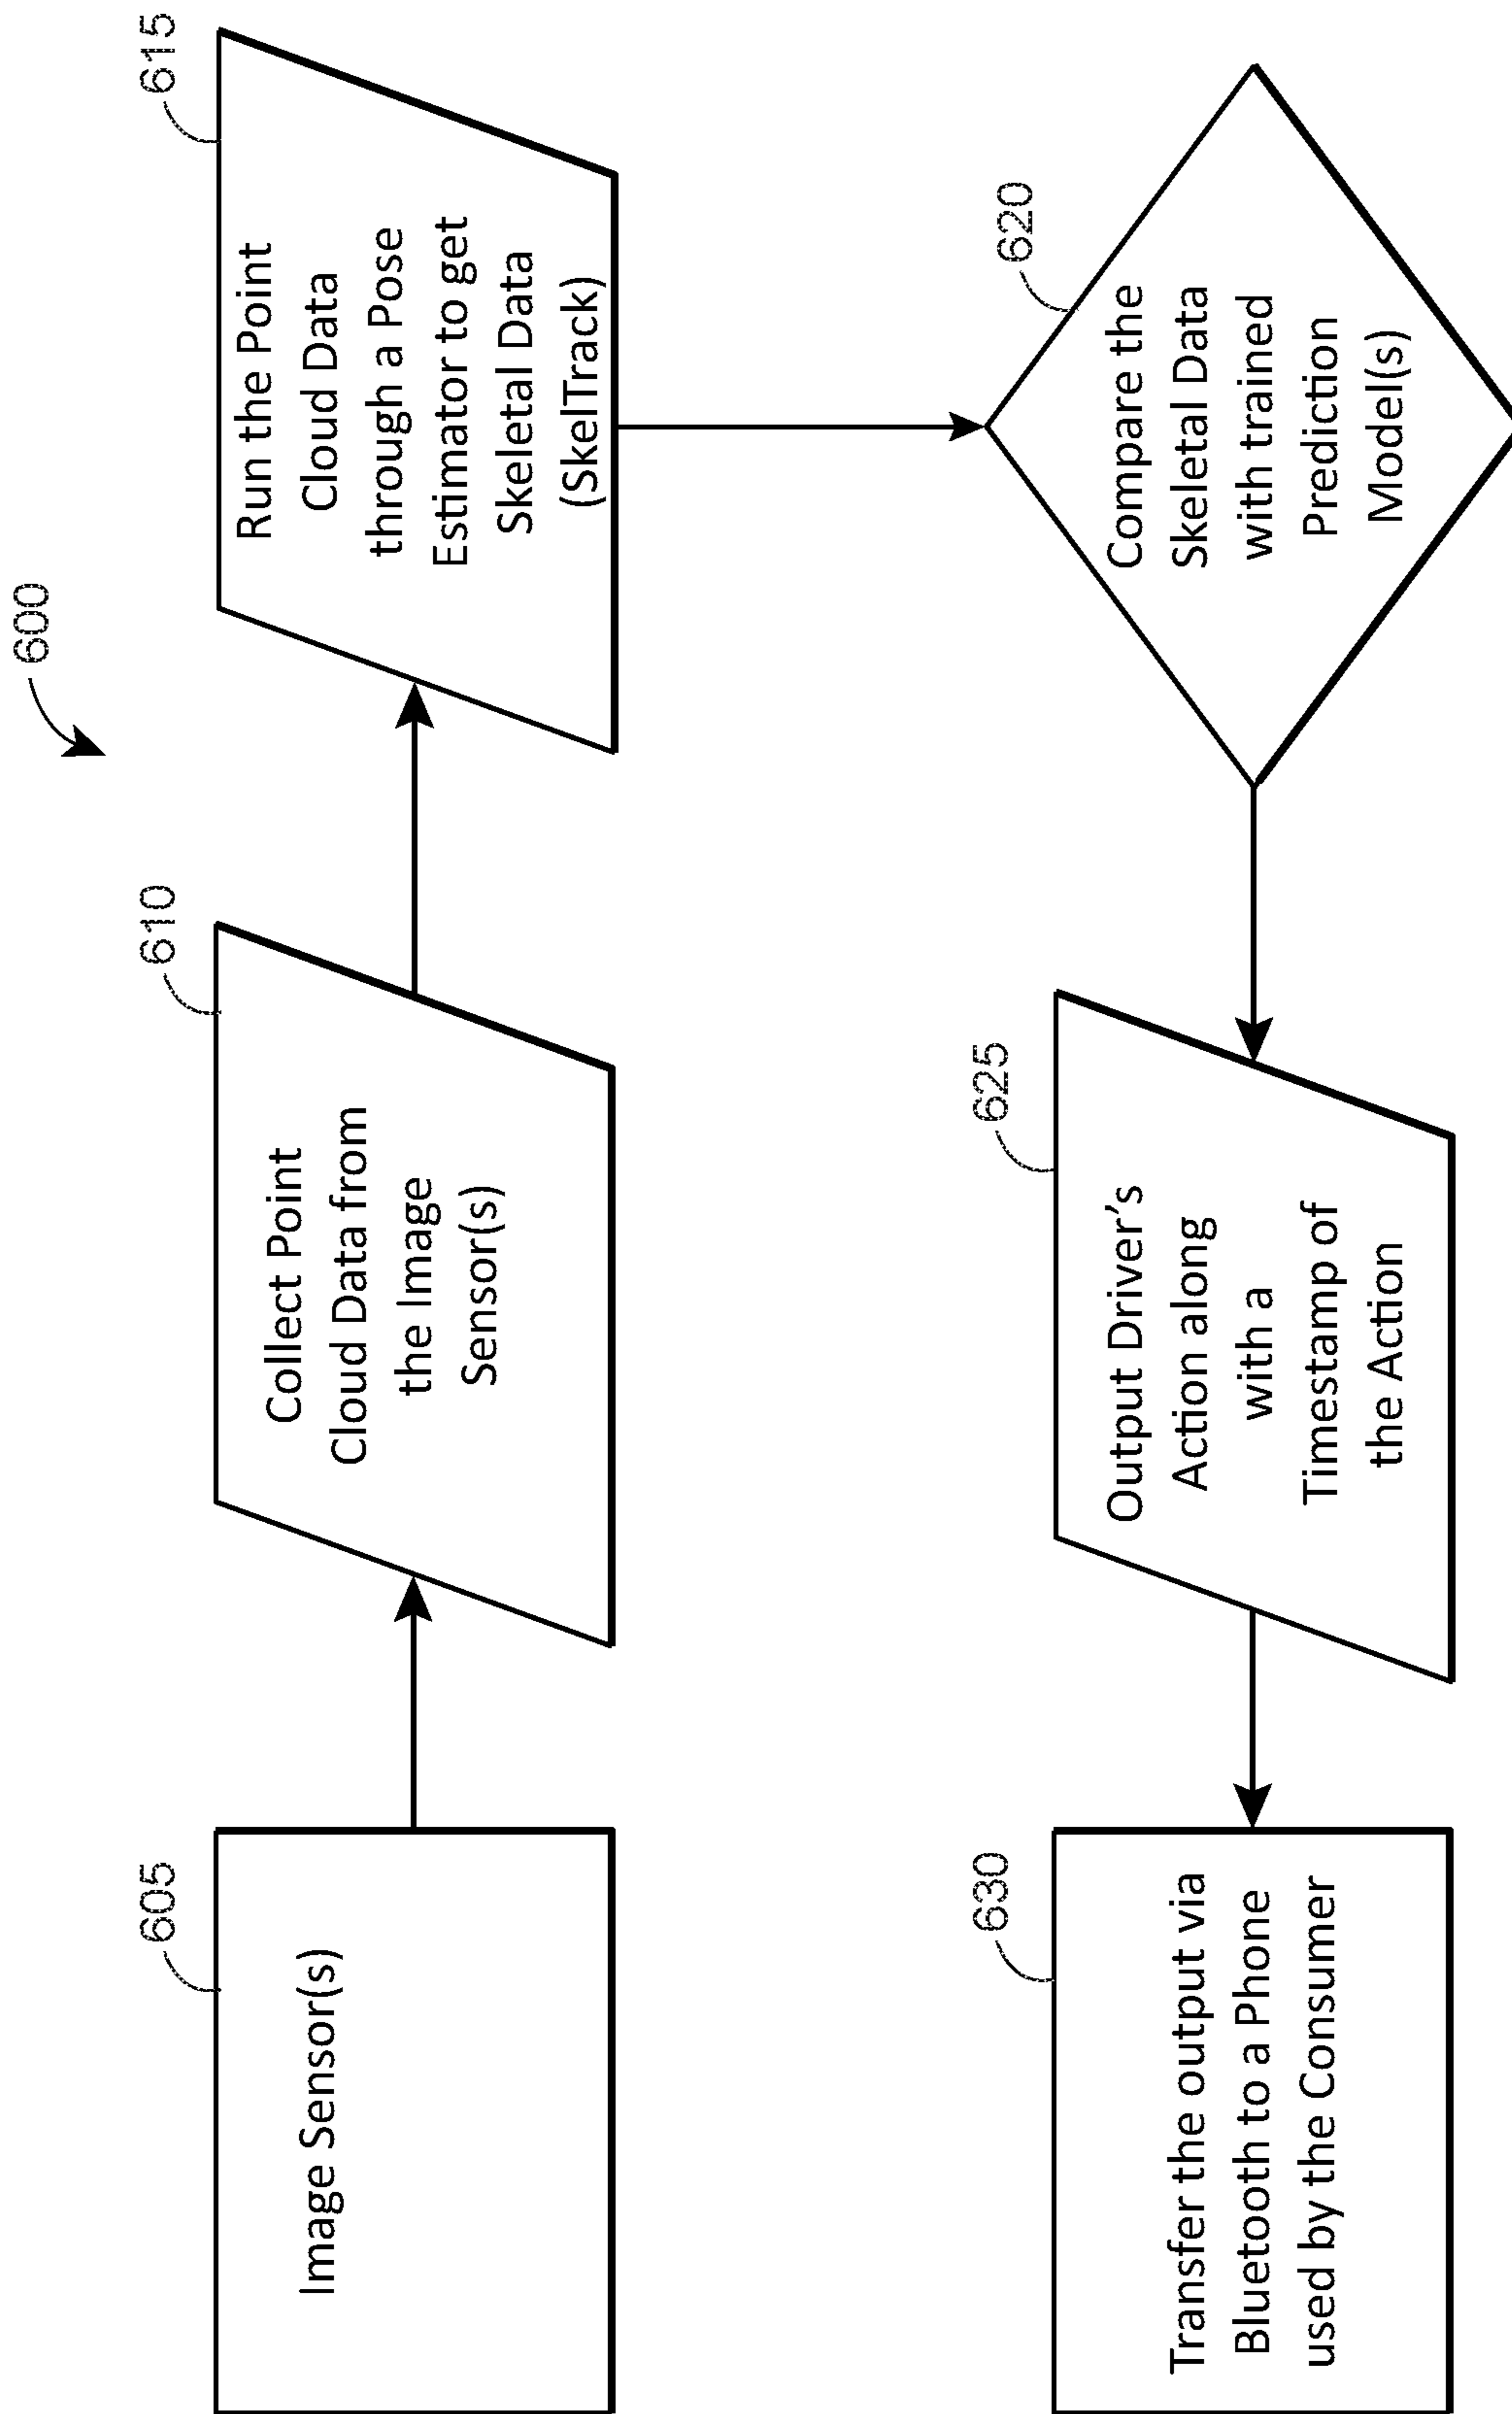 600
605
Image Sensor(s)
610
Collect Point
Cloud Data from
the Image
Sensor(s)
615
Run the Point
Cloud Data
through a Pose
Estimator to get
Skeletal Data
(SkelTrack)
620
Compare the
Skeletal Data
with trained
Prediction
Model(s)
625
Output Driver’s
Action along
with a
Timestamp of
the Action
630
Transfer the output via
Bluetooth to a Phone
used by the Consumer